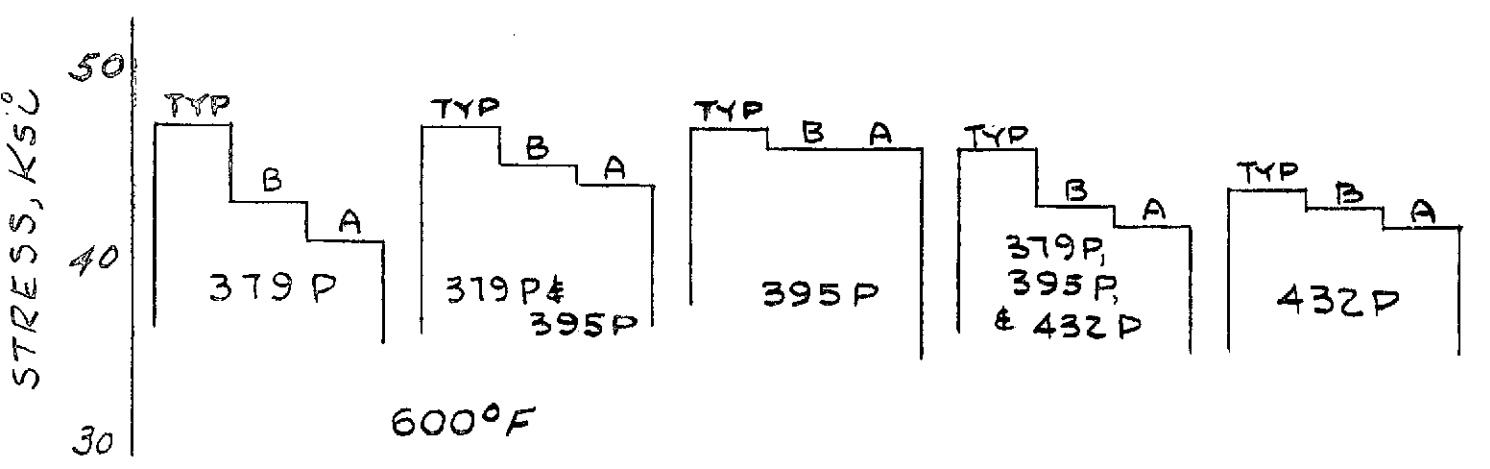 STRESS, Ksi
50
40
30
TYP
B
A
379 P
TYP
B
A
379 P &
395 P
TYP
B A
395 P
TYP
B
A
379 P,
395 P,
& 432 P
TYP
B
A
432 P
600°F